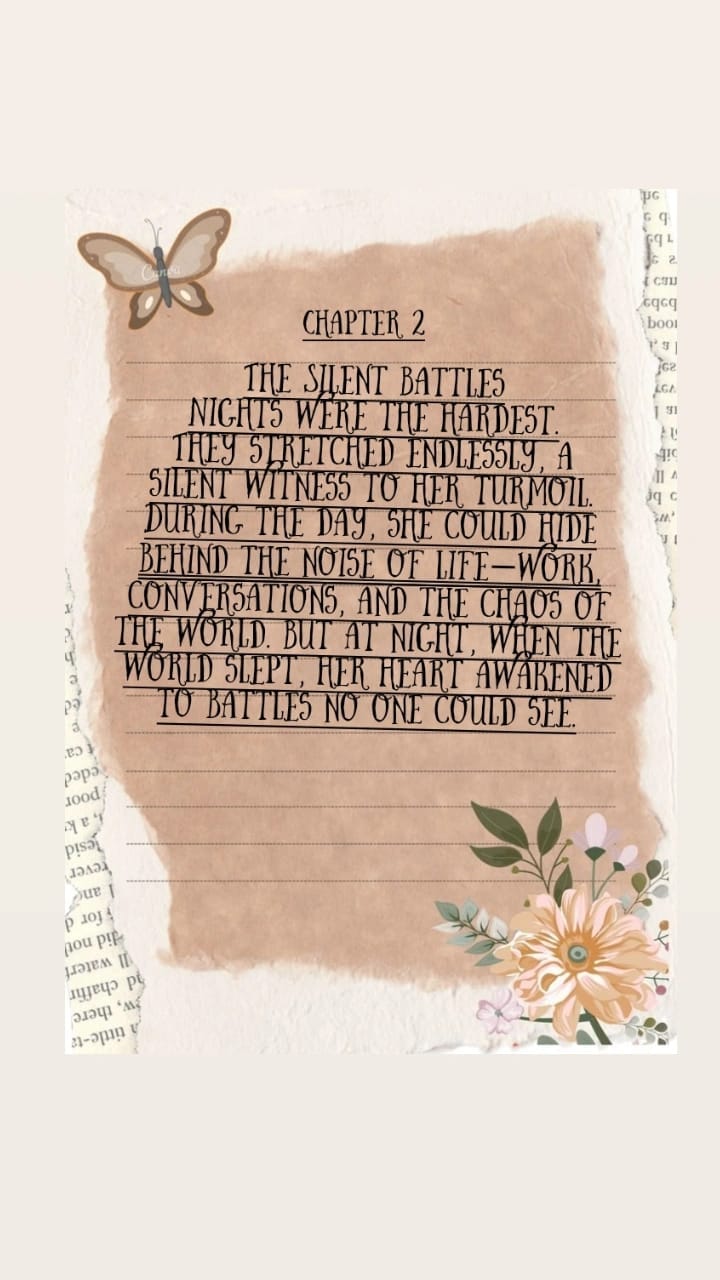 CHAPTER 2
THE SILENT BATTLES
NIGHTS WERE THE HARDEST.
THEY STRETCHED ENDLESSLY, A
SILENT WITNESS TO HER TURMOIL.
DURING THE DAY, SHE COULD HIDE
BEHIND THE NOISE OF LIFE—WORK,
CONVERSATIONS, AND THE CHAOS OF
THE WORLD. BUT AT NIGHT, WHEN THE
WORLD SLEPT, HER HEART AWAKENED
TO BATTLES NO ONE COULD SEE.
Canva